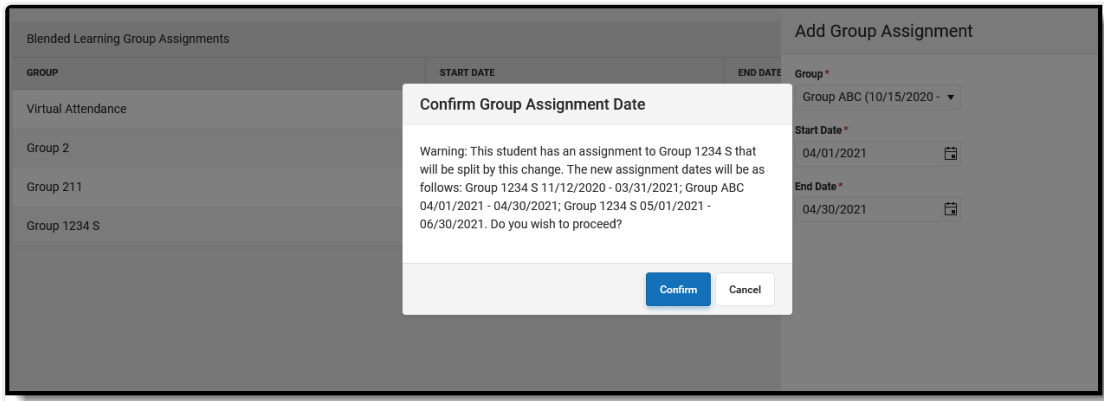 Blended Learning Group Assignments
GROUP START DATE END DATE
Virtual Attendance
Group 2
Group 211
Group 1234 S
Add Group Assignment
Group *
Group ABC (10/15/2020 -
Start Date *
04/01/2021
End Date *
04/30/2021
Confirm Group Assignment Date
Warning: This student has an assignment to Group 1234 S that
will be split by this change. The new assignment dates will be as
follows: Group 1234 S 11/12/2020 - 03/31/2021; Group ABC
04/01/2021 - 04/30/2021; Group 1234 S 05/01/2021 -
06/30/2021. Do you wish to proceed?
Confirm Cancel